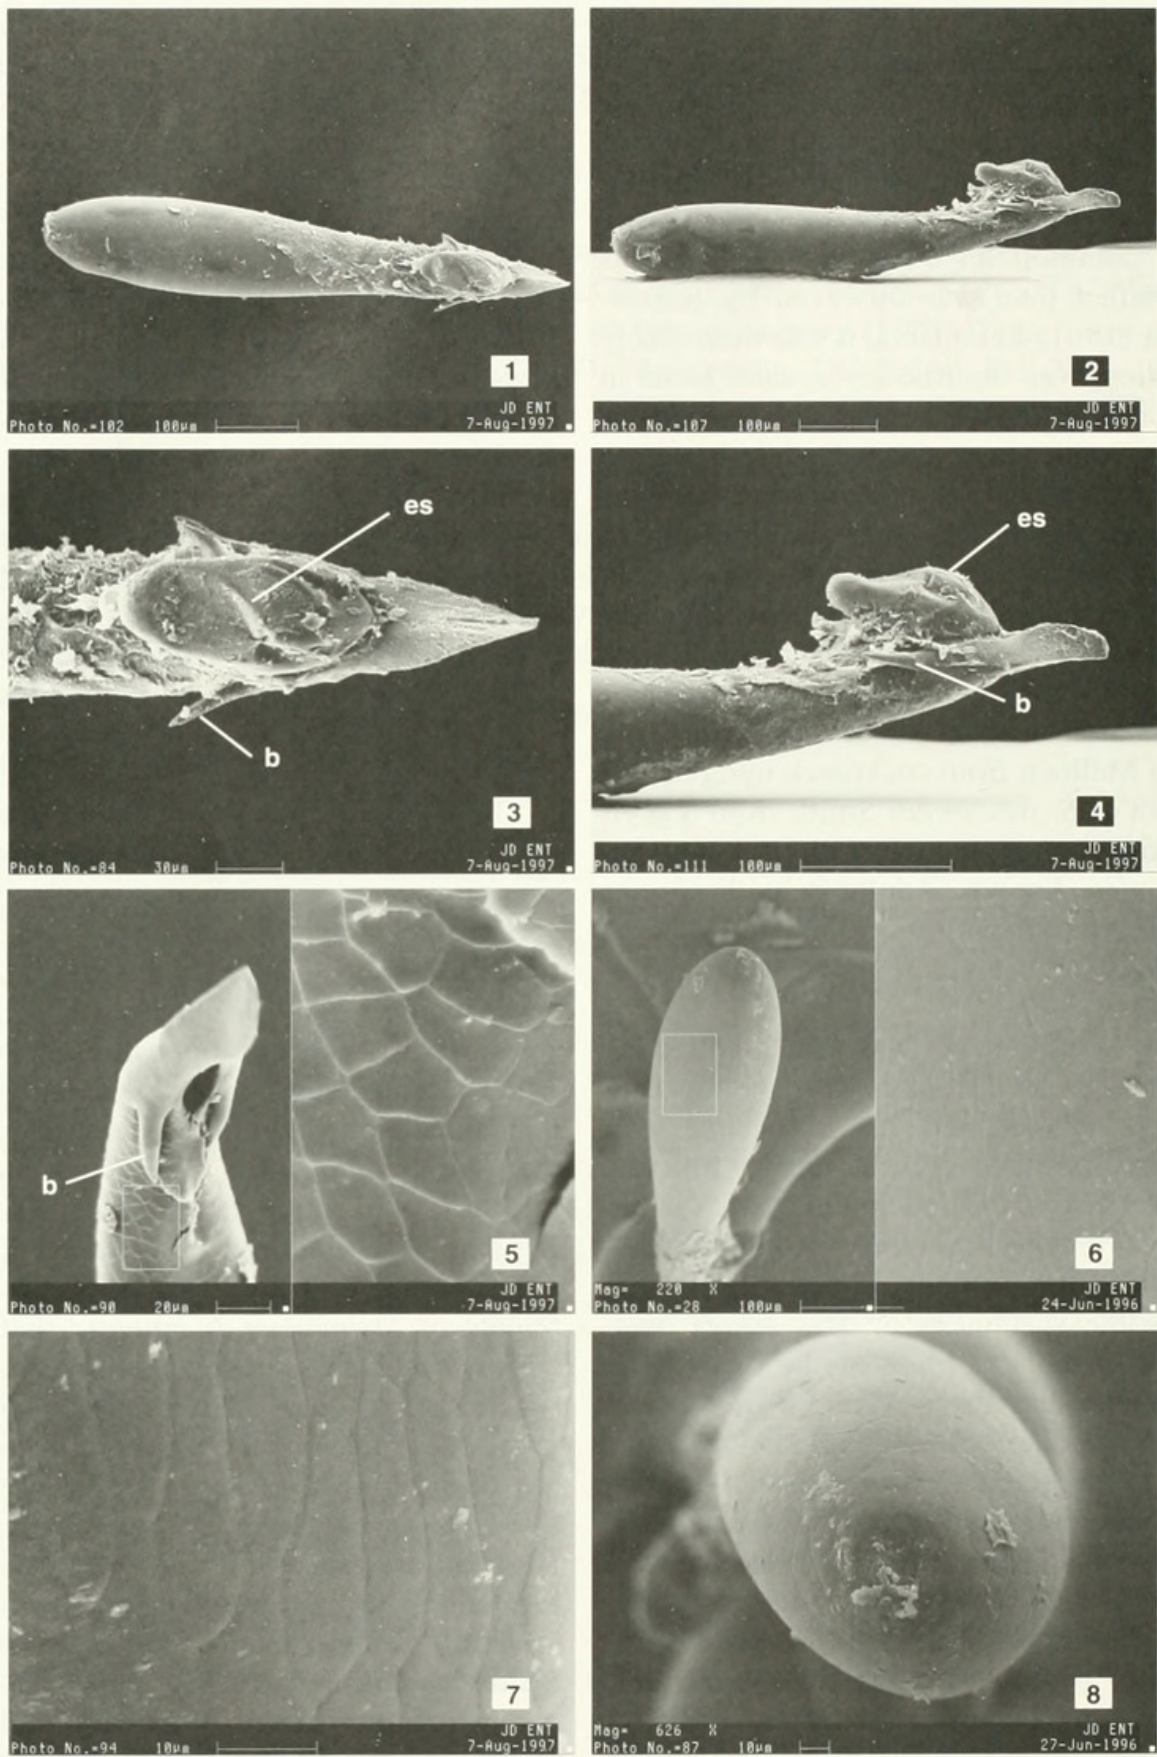 1
JD ENT
Photo No.=102 100µm 7-Aug-1997
2
JD ENT
Photo No.=107 100µm 7-Aug-1997
es
b
3
JD ENT
Photo No.=84 30µm 7-Aug-1997
es
b
4
JD ENT
Photo No.=111 100µm 7-Aug-1997
b
5
JD ENT
Photo No.=90 20µm 7-Aug-1997
6
Mag= 220 X JD ENT
Photo No.=28 100µm 24-Jun-1996
7
JD ENT
Photo No.=94 10µm 7-Aug-1997
8
Mag= 626 X JD ENT
Photo No.=87 10µm 27-Jun-1996